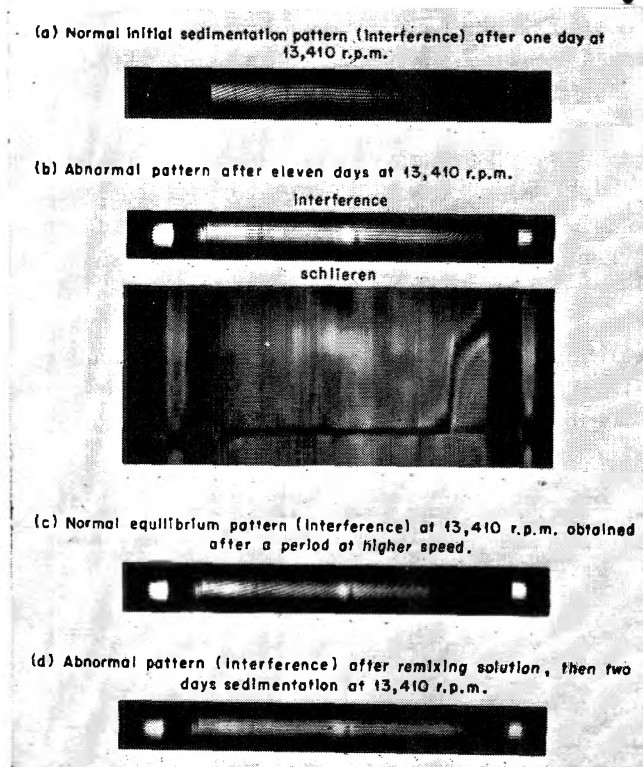 (a) Normal initial sedimentation pattern (interference) after one day at
13,410 r.p.m.
(b) Abnormal pattern after eleven days at 13,410 r.p.m.
interference
schlieren
(c) Normal equilibrium pattern (interference) at 13,410 r.p.m. obtained
after a period at higher speed.
(d) Abnormal pattern (interference) after remixing solution, then two
days sedimentation at 13,410 r.p.m.